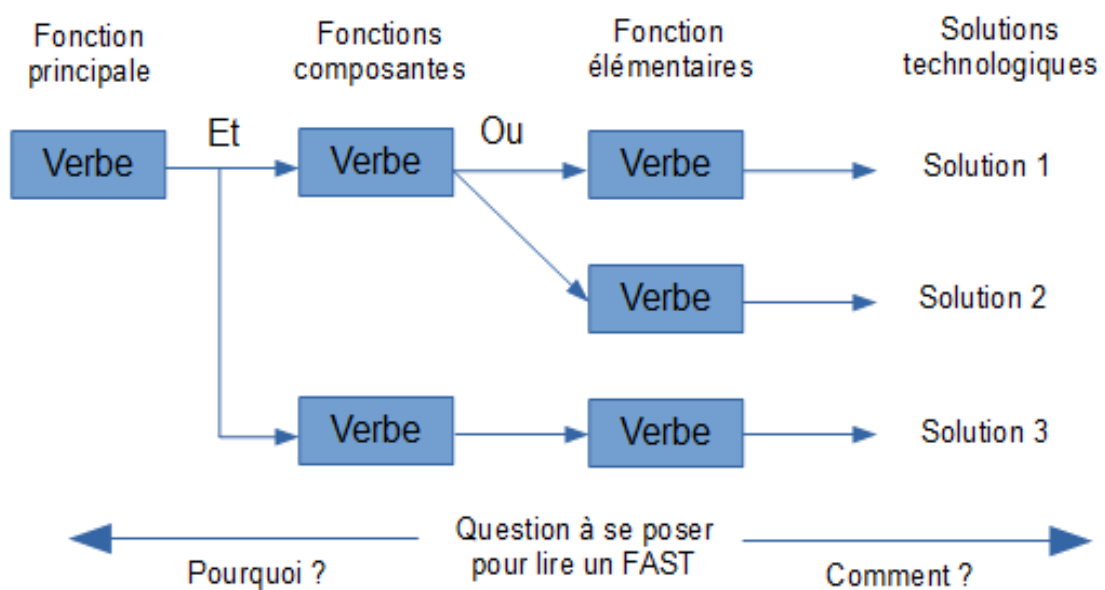 Fonction
principale
Fonctions
composantes
Fonction
élémentaires
Solutions
technologiques
Verbe
Et
Verbe
Ou
Verbe
Solution 1
Verbe
Solution 2
Verbe
Verbe
Solution 3
Question à se poser
pour lire un FAST
Pourquoi ?
Comment ?